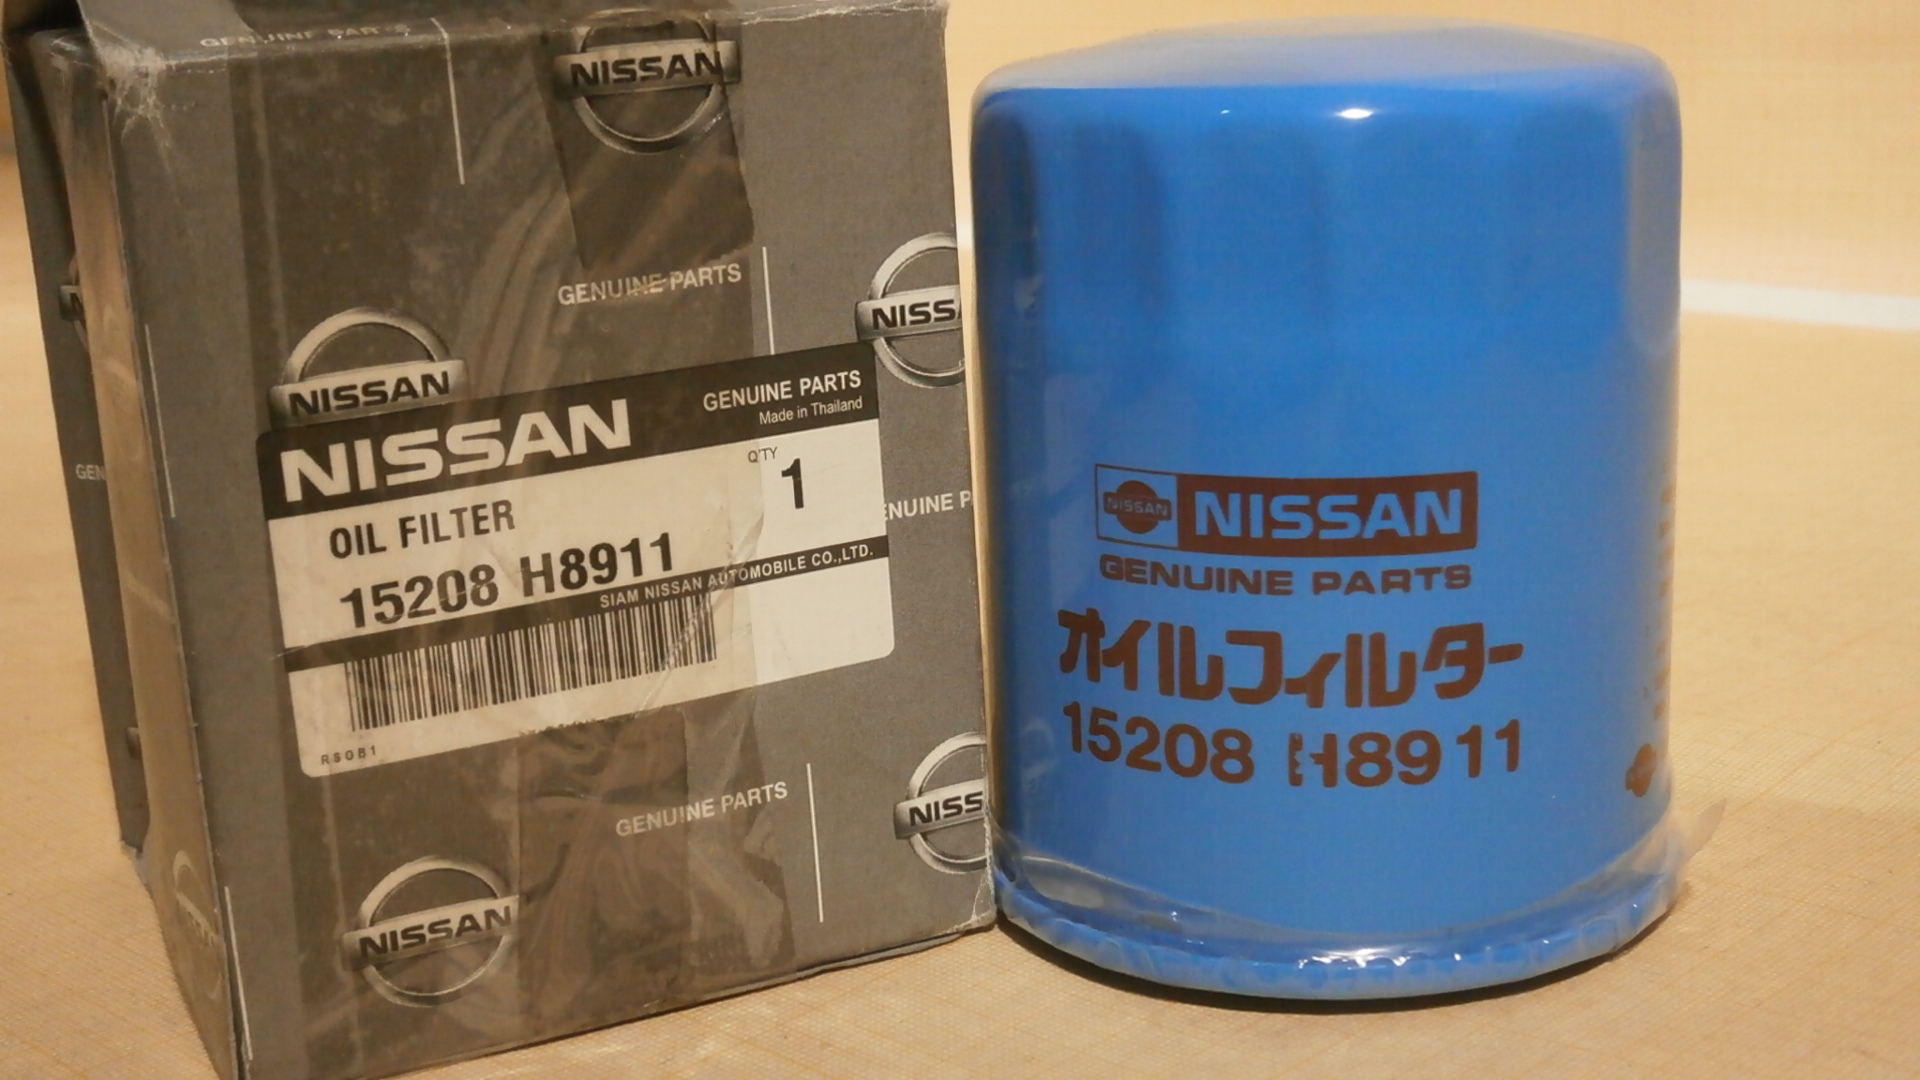 GENUINE PARTS
NISSAN
GENUINE PARTS
NISSAN
NISSAN
NISSAN
GENUINE PARTS
Made in Thailand
OIL FILTER
Q'TY
1
15208 H8911
SIAM NISSAN AUTOMOBILE CO.,LTD.
RSGB1
GENUINE PARTS
NISSAN
NISSAN
NISSAN
NISSAN
GENUINE PARTS
オイルフィルター
15208 H8911